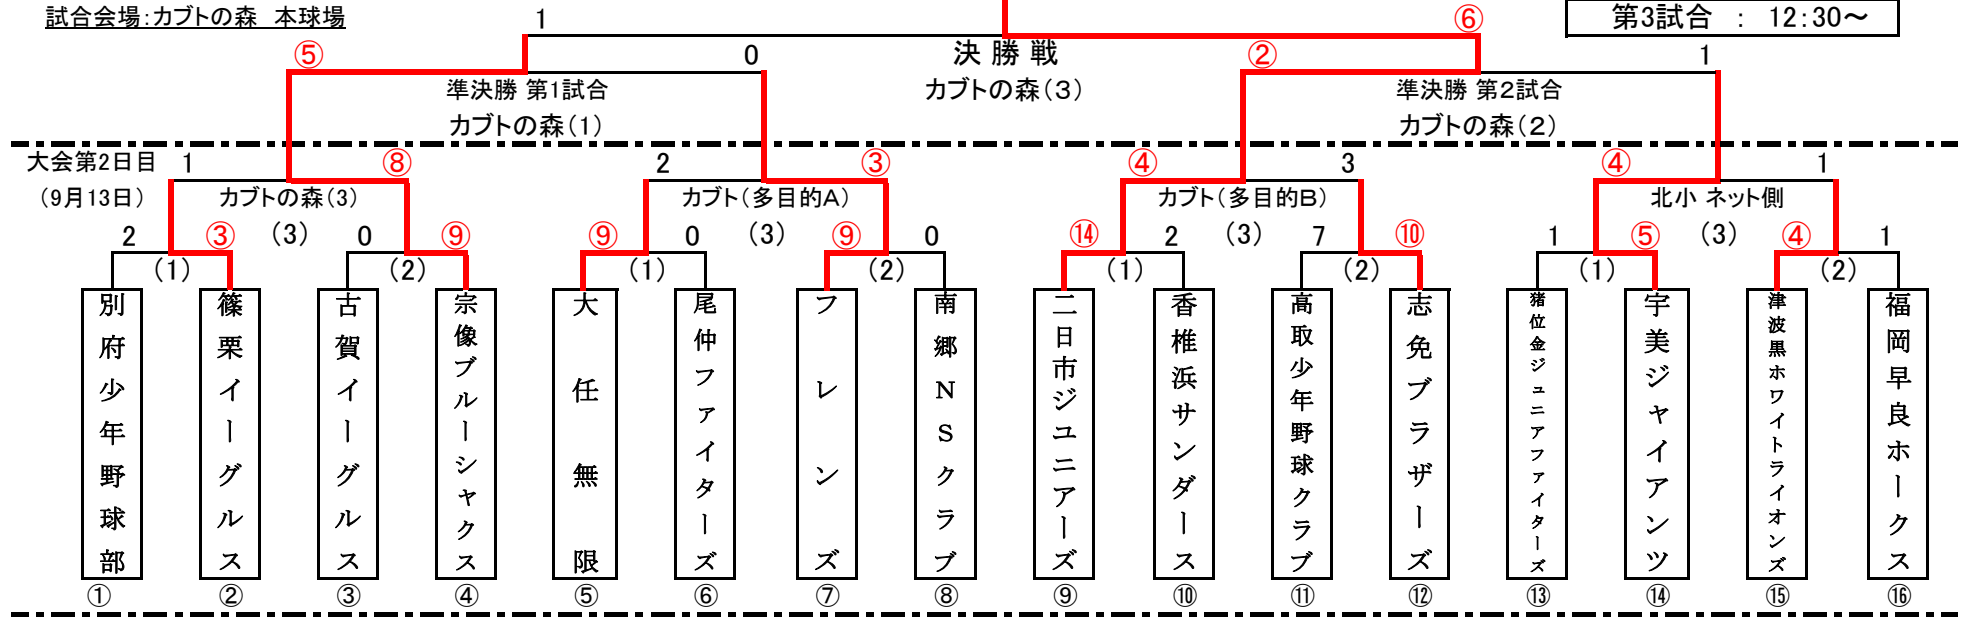 試合会場:カブトの森 本球場
1
⑥
第3試合 : 12:30～
⑤
0
決勝戦
②
1
準決勝 第1試合
カブトの森(3)
準決勝 第2試合
カブトの森(1)
カブトの森(2)
大会第2日目
1
⑧
2
③
④
3
④
1
(9月13日)
カブトの森(3)
カブト(多目的A)
カブト(多目的B)
北小 ネット側
2
③
(3)
0
⑨
⑨
0
(3)
⑨
0
⑭
2
(3)
7
⑩
1
⑤
(3)
④
1
(1)
(2)
(1)
(2)
(1)
(2)
(1)
(2)
別府少年野球部
篠栗イーグルス
古賀イーグルス
宗像ブルーシャクス
大任無限
尾仲ファイターズ
フレンズ
南郷NSクラブ
二日市ジュニアーズ
香椎浜サンダース
高取少年野球クラブ
志免ブラザーズ
猪位金ジュニアファイターズ
宇美ジャイアンツ
津波黒ホワイトライオンズ
福岡早良ホークス
①
②
③
④
⑤
⑥
⑦
⑧
⑨
⑩
⑪
⑫
⑬
⑭
⑮
⑯